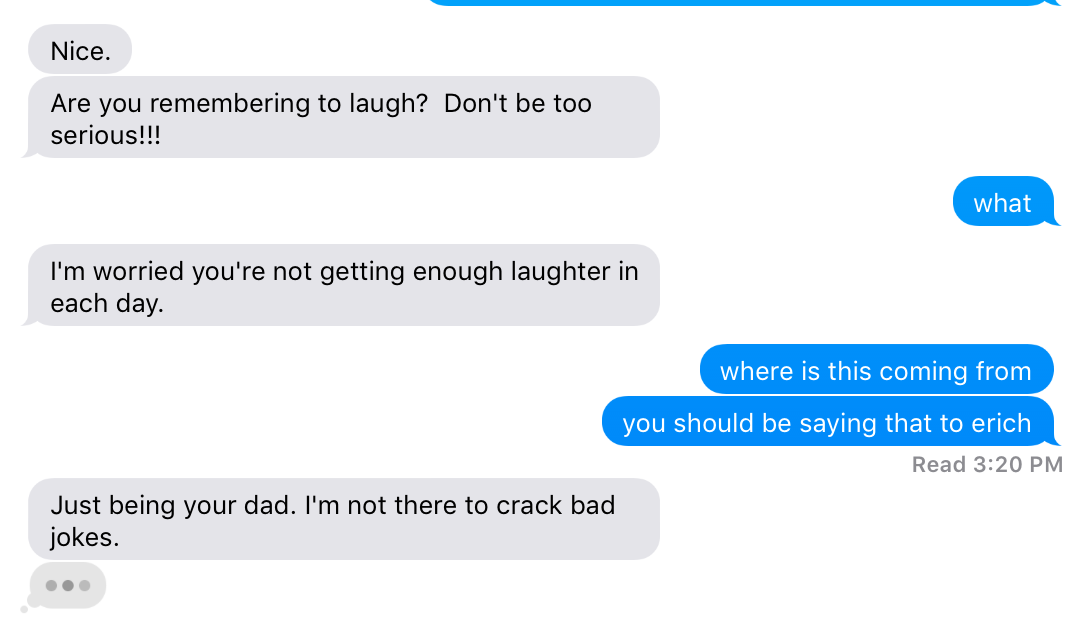 Nice.
Are you remembering to laugh?  Don't be too
serious!!!
what
I'm worried you're not getting enough laughter in
each day.
where is this coming from
you should be saying that to erich
Read 3:20 PM
Just being your dad. I'm not there to crack bad
jokes.